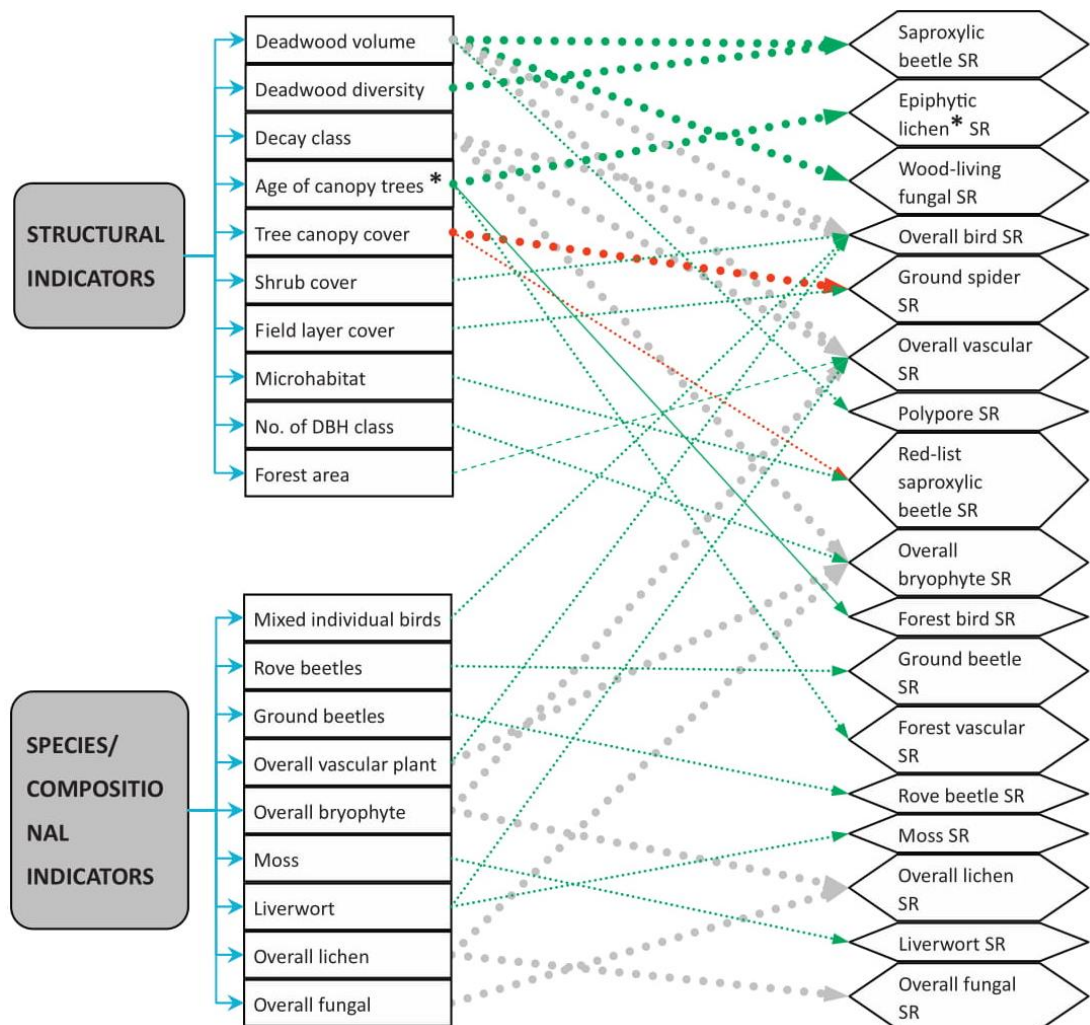 STRUCTURAL
INDICATORS
Deadwood volume
Deadwood diversity
Decay class
Age of canopy trees *
Tree canopy cover
Shrub cover
Field layer cover
Microhabitat
No. of DBH class
Forest area
SPECIES/
COMPOSITIO
NAL
INDICATORS
Mixed individual birds
Rove beetles
Ground beetles
Overall vascular plant
Overall bryophyte
Moss
Liverwort
Overall lichen
Overall fungal
Saproxylic
beetle SR
Epiphytic
lichen* SR
Wood-living
fungal SR
Overall bird SR
Ground spider
SR
Overall vascular
SR
Polypore SR
Red-list
saproxylic
beetle SR
Overall
bryophyte SR
Forest bird SR
Ground beetle
SR
Forest vascular
SR
Rove beetle SR
Moss SR
Overall lichen
SR
Liverwort SR
Overall fungal
SR